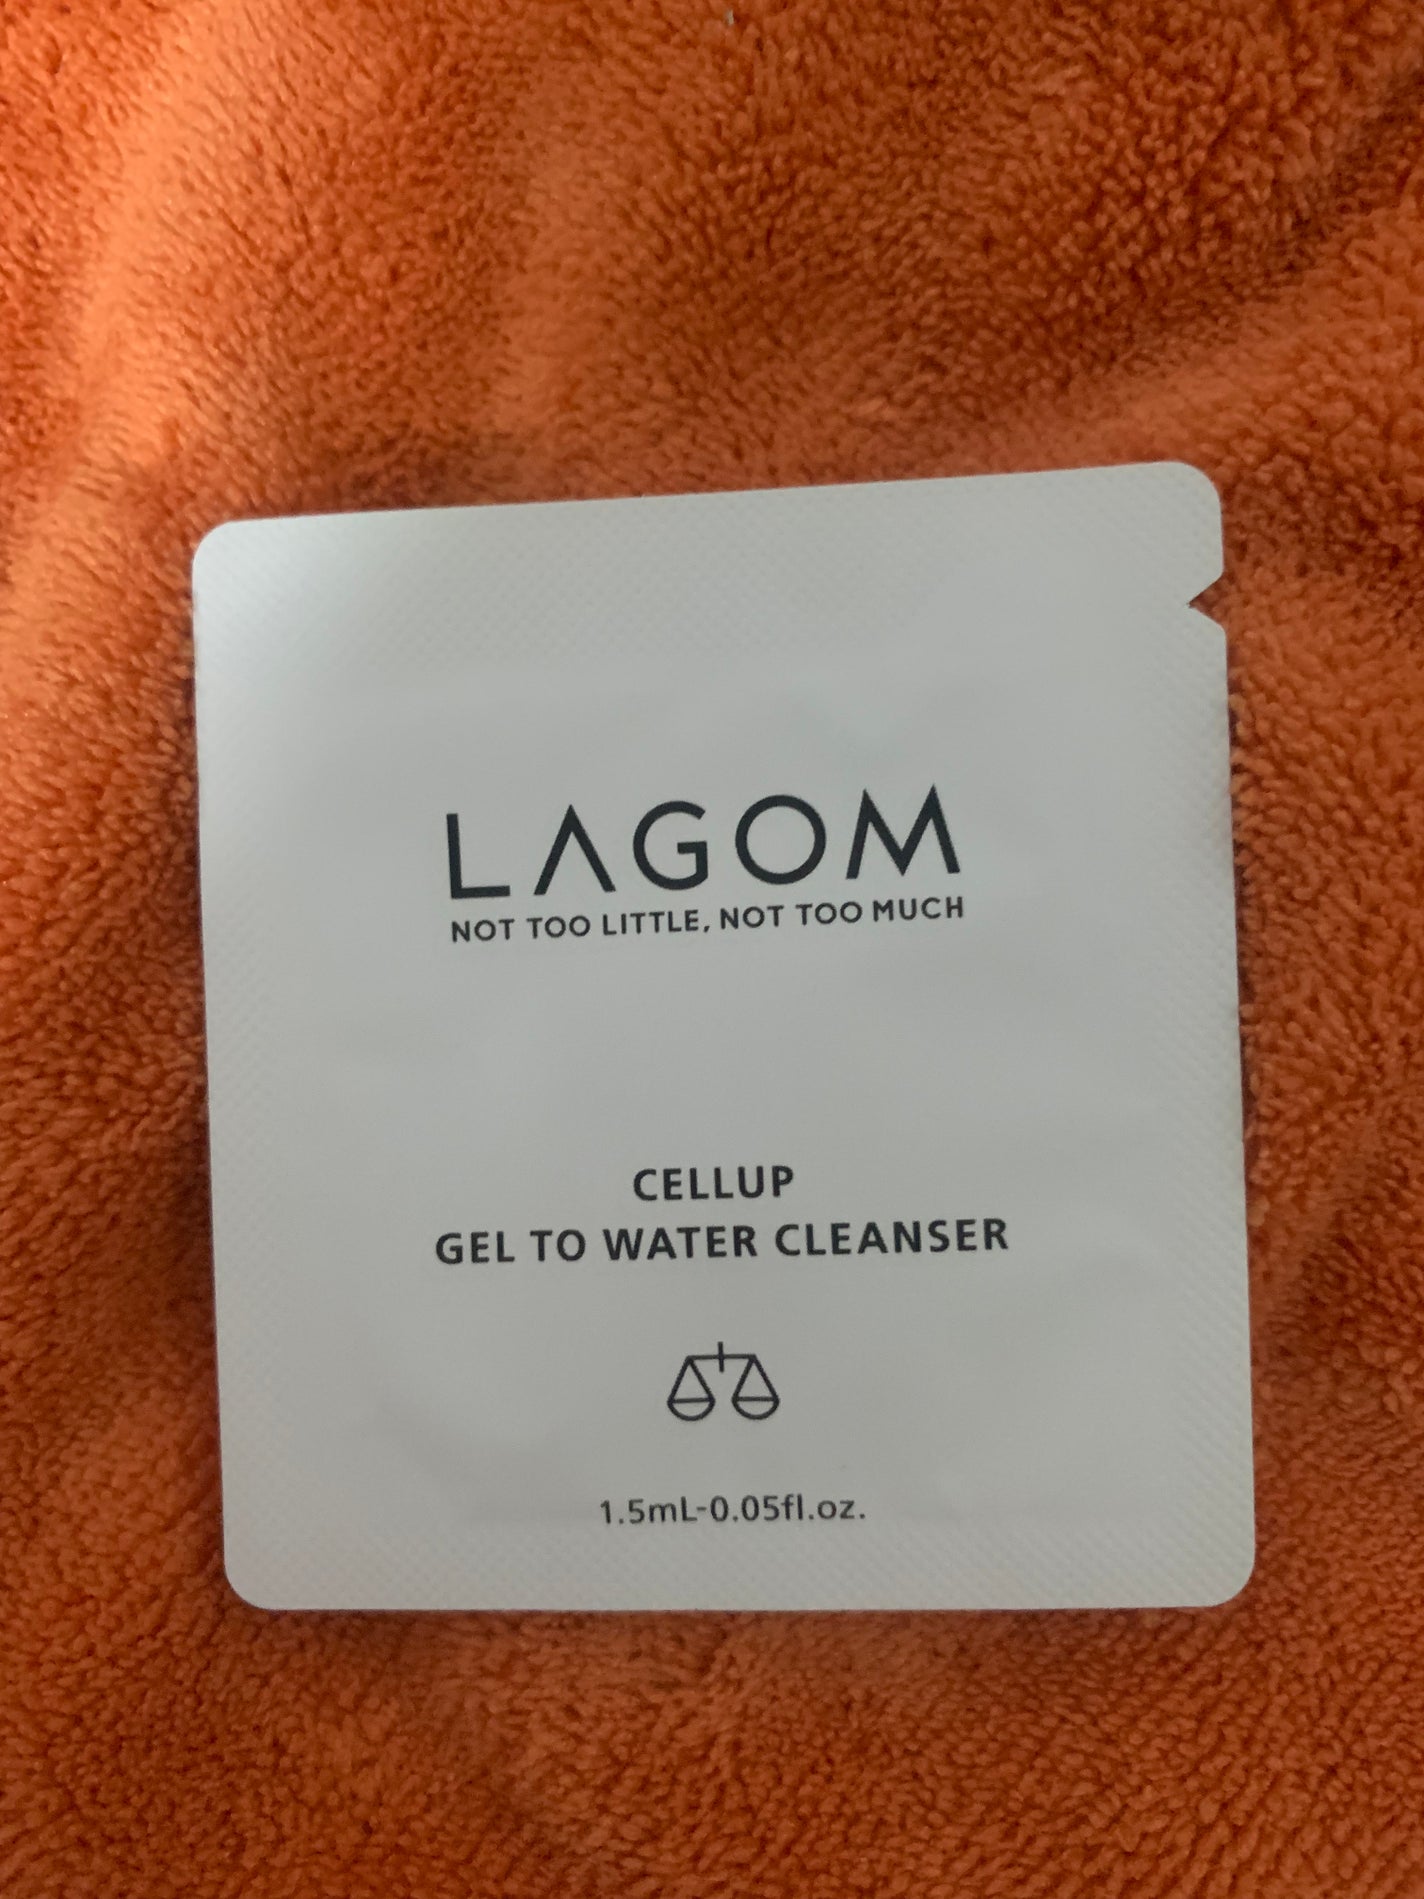 LAGOM
NOT TOO LITTLE, NOT TOO MUCH
CELLUP
GEL TO WATER CLEANSER
1.5mL-0.05fl.oz.